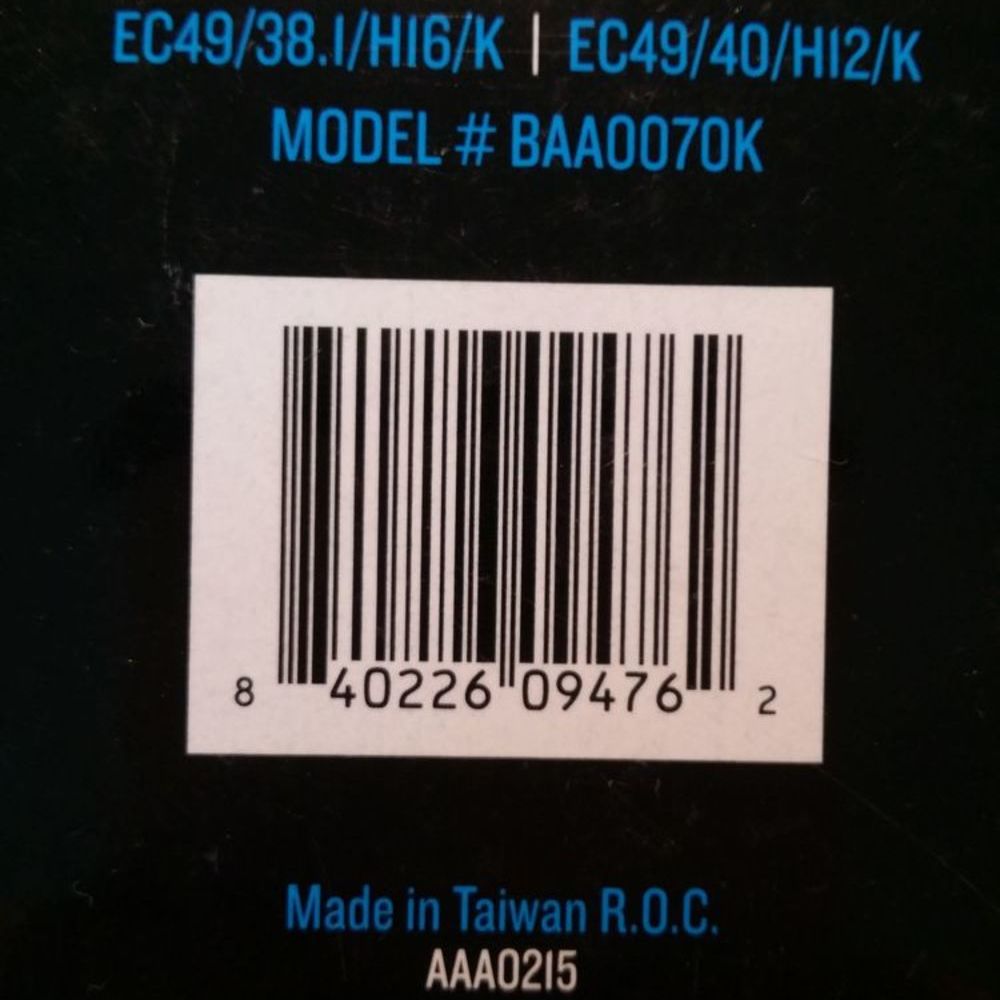 EC49/38.1/H16/K | EC49/40/H12/K
MODEL # BAA0070K
8 40226 09476 2
Made in Taiwan R.O.C.
AAA0215